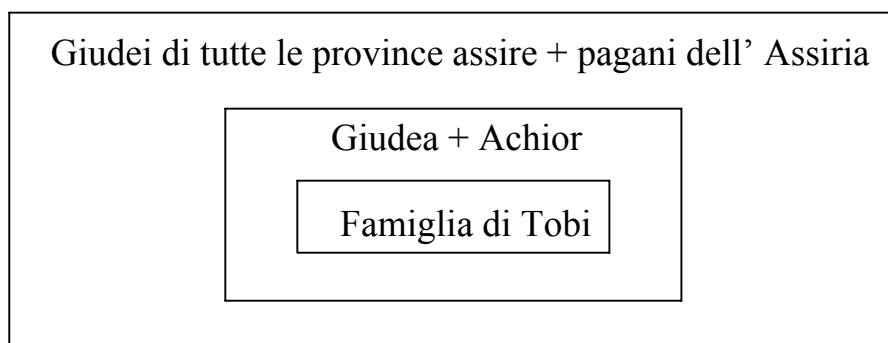 Giudei di tutte le province assire + pagani dell’ Assiria
Giudea + Achior
Famiglia di Tobi